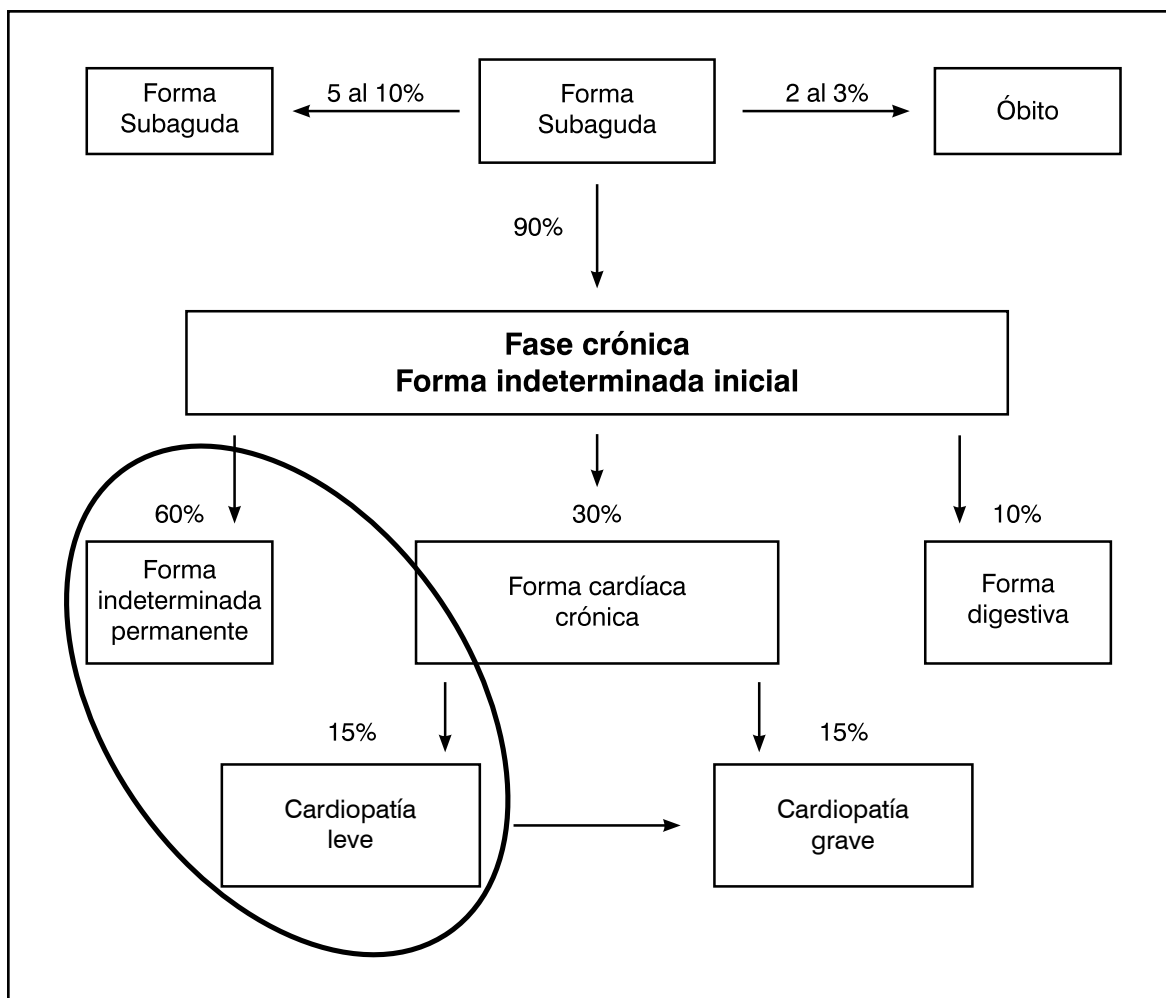 Forma
Subaguda
5 al 10%
Forma
Subaguda
2 al 3%
Óbito
90%
Fase crónica
Forma indeterminada inicial
60%
30%
10%
Forma
indeterminada
permanente
Forma cardíaca
crónica
Forma
digestiva
15%
15%
Cardiopatía
leve
Cardiopatía
grave